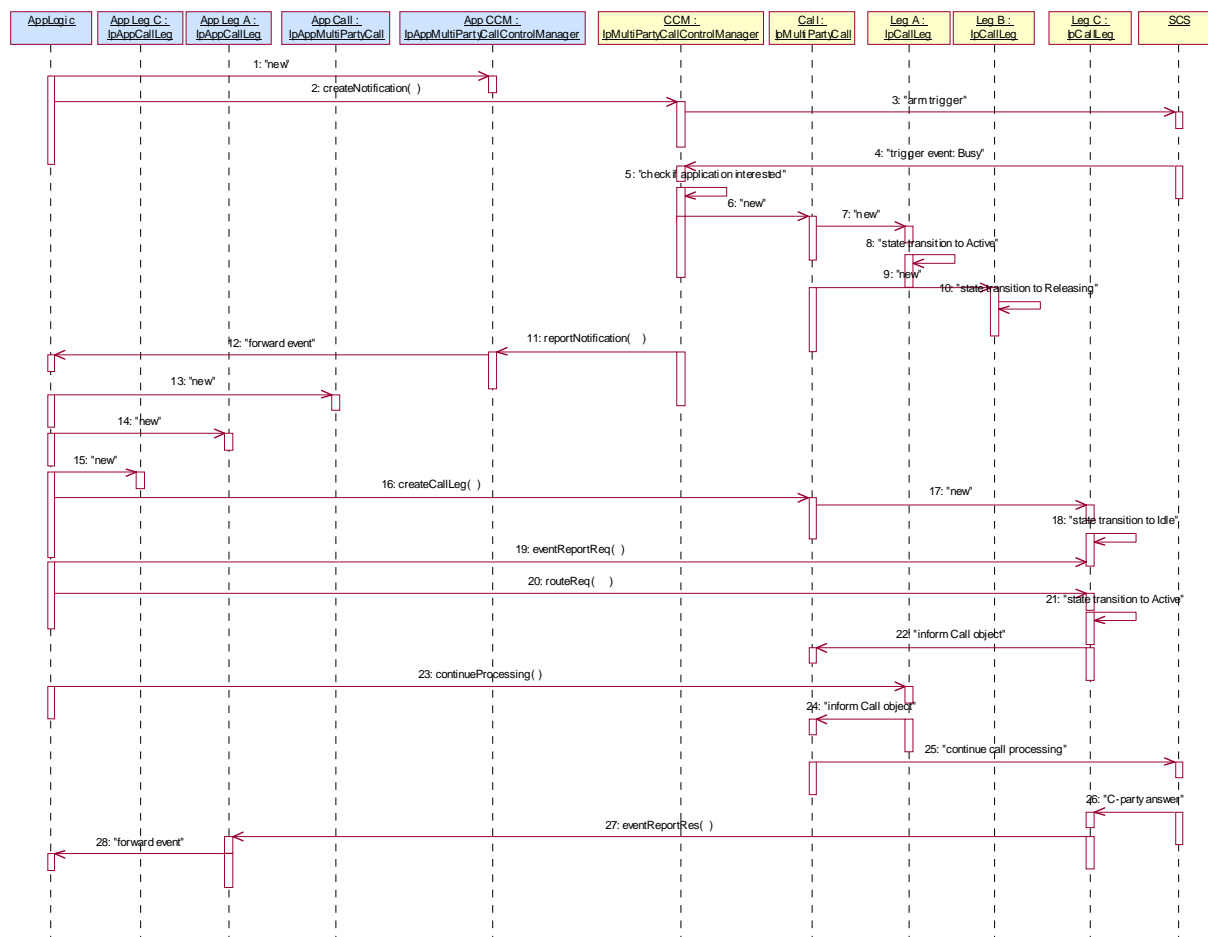 AppLogic
App Leg C :
IpAppCallLeg
App Leg A :
IpAppCallLeg
App Call :
IpAppMultiPartyCall
App CCM :
IpAppMultiPartyCallControlManager
CCM :
IpMultiPartyCallControlManager
Call :
IpMultiPartyCall
Leg A :
IpCallLeg
Leg B :
IpCallLeg
Leg C :
IpCallLeg
SCS
1: "new"
2: createNotification( )
3: "arm trigger"
4: "trigger event: Busy"
5: "check if application interested"
6: "new"
7: "new"
8: "state transition to Active"
9: "new"
10: "state transition to Releasing"
11: reportNotification( )
12: "forward event"
13: "new"
14: "new"
15: "new"
16: createCallLeg( )
17: "new"
18: "state transition to Idle"
19: eventReportReq( )
20: routeReq( )
21: "state transition to Active"
22: "inform Call object"
23: continueProcessing( )
24: "inform Call object"
25: "continue call processing"
26: "C-party answer"
27: eventReportRes( )
28: "forward event"